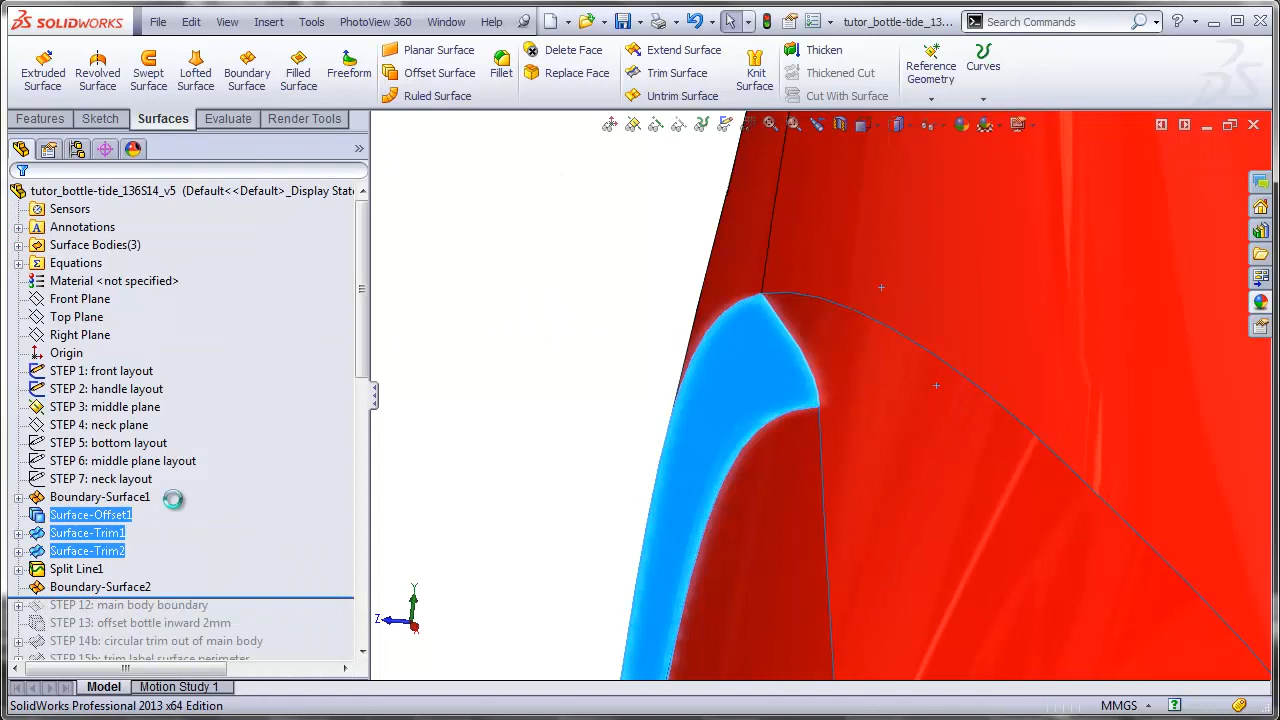 SOLIDWORKS File Edit View Insert Tools PhotoView 360 Window Help tutor_bottle-tide_13... Search Commands
Extruded Surface
Revolved Surface
Swept Surface
Lofted Surface
Boundary Surface
Filled Surface
Freeform
Planar Surface
Offset Surface
Ruled Surface
Fillet
Delete Face
Replace Face
Extend Surface
Trim Surface
Untrim Surface
Knit Surface
Thicken
Thickened Cut
Cut With Surface
Reference Geometry
Curves
Features Sketch Surfaces Evaluate Render Tools
tutor_bottle-tide_136S14_v5 (Default<<Default>_Display State
Sensors
Annotations
Surface Bodies(3)
Equations
Material <not specified>
Front Plane
Top Plane
Right Plane
Origin
STEP 1: front layout
STEP 2: handle layout
STEP 3: middle plane
STEP 4: neck plane
STEP 5: bottom layout
STEP 6: middle plane layout
STEP 7: neck layout
Boundary-Surface1
Surface-Offset1
Surface-Trim1
Surface-Trim2
Split Line1
Boundary-Surface2
STEP 12: main body boundary
STEP 13: offset bottle inward 2mm
STEP 14b: circular trim out of main body
STEP 15b: trim label surface perimeter
Y
Z
X
Model Motion Study 1
SolidWorks Professional 2013 x64 Edition MMGS